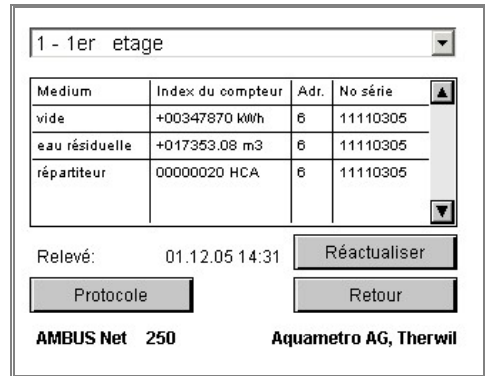 1 - 1er etage
Medium Index du compteur Adr. No série
vide +00347870 kWh 6 11110305
eau résiduelle +017353.08 m3 6 11110305
répartiteur 00000020 HCA 6 11110305
Relevé: 01.12.05 14:31 Réactualiser
Protocole Retour
AMBUS Net 250 Aquametro AG, Therwil